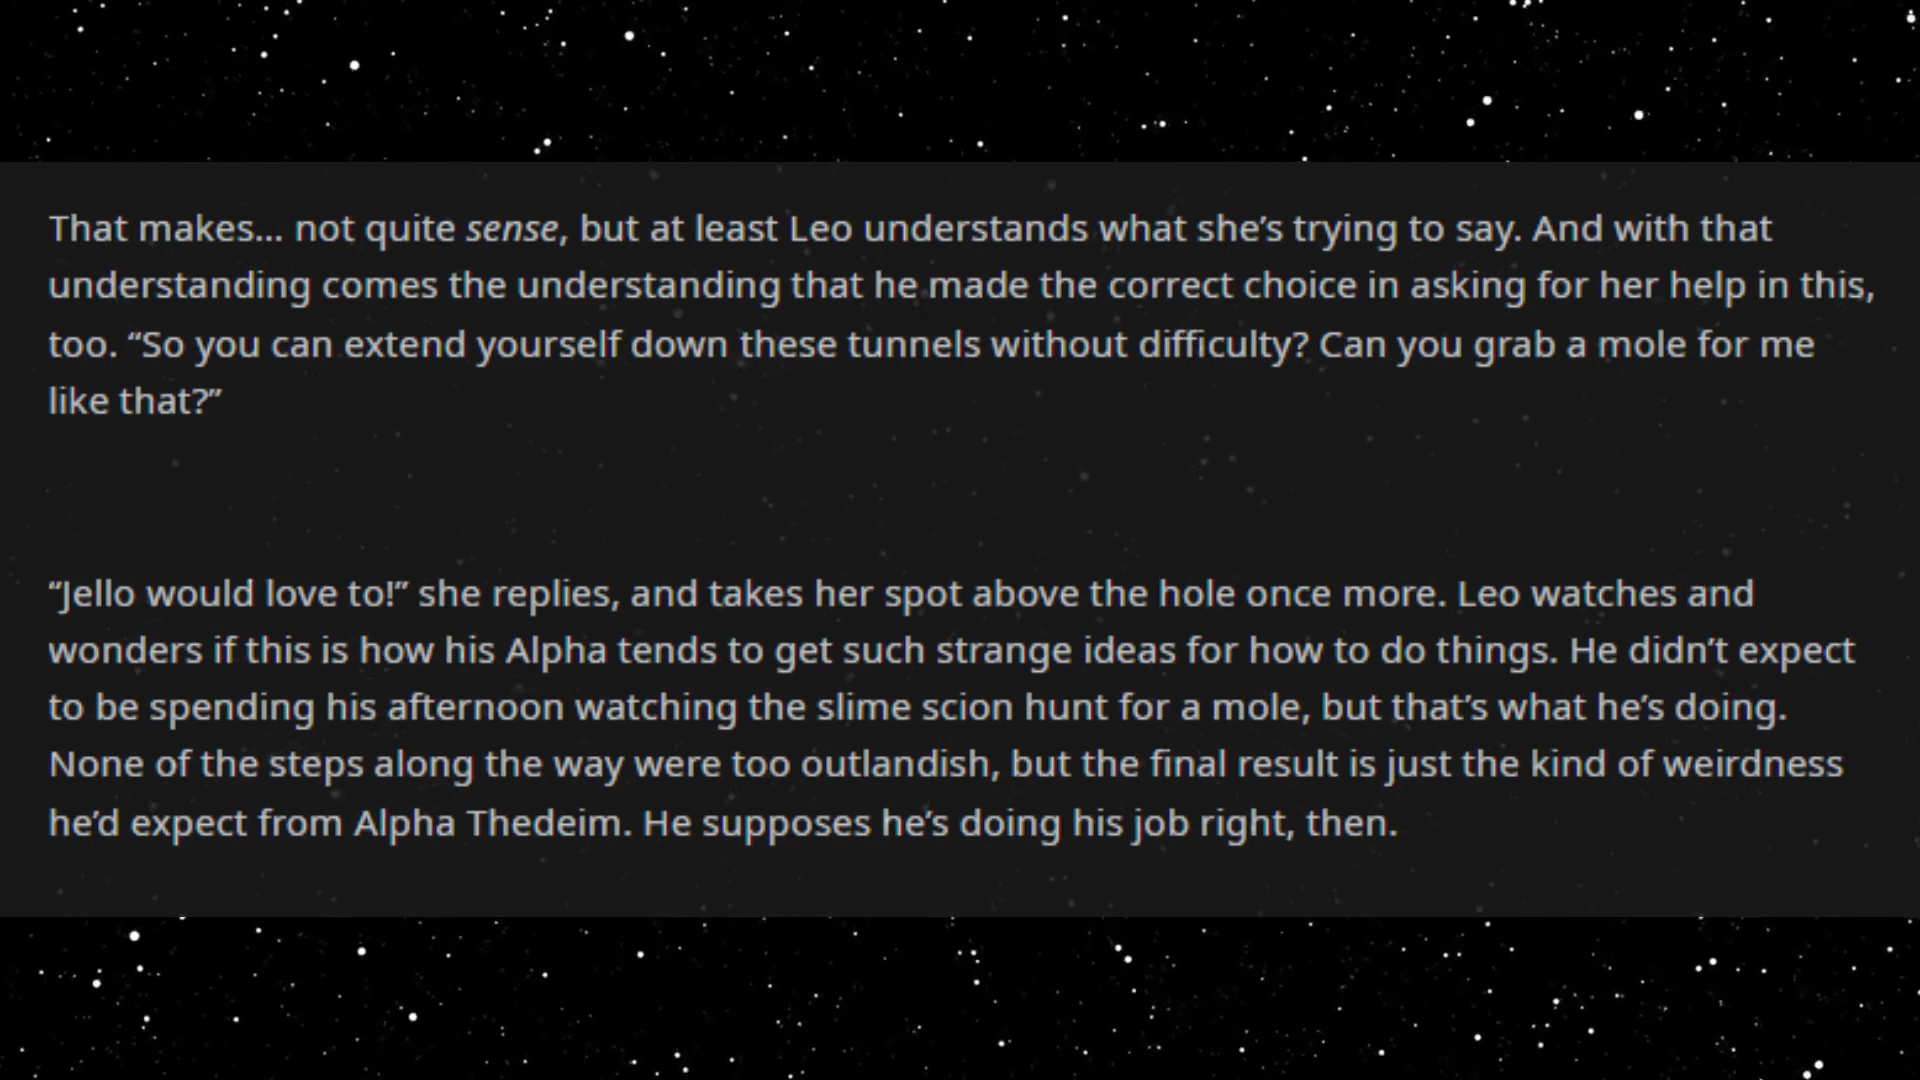 That makes… not quite sense, but at least Leo understands what she’s trying to say. And with that
understanding comes the understanding that he made the correct choice in asking for her help in this,
too. “So you can extend yourself down these tunnels without difficulty? Can you grab a mole for me
like that?”
“Jello would love to!” she replies, and takes her spot above the hole once more. Leo watches and
wonders if this is how his Alpha tends to get such strange ideas for how to do things. He didn’t expect
to be spending his afternoon watching the slime scion hunt for a mole, but that’s what he’s doing.
None of the steps along the way were too outlandish, but the final result is just the kind of weirdness
he’d expect from Alpha Thedeim. He supposes he’s doing his job right, then.